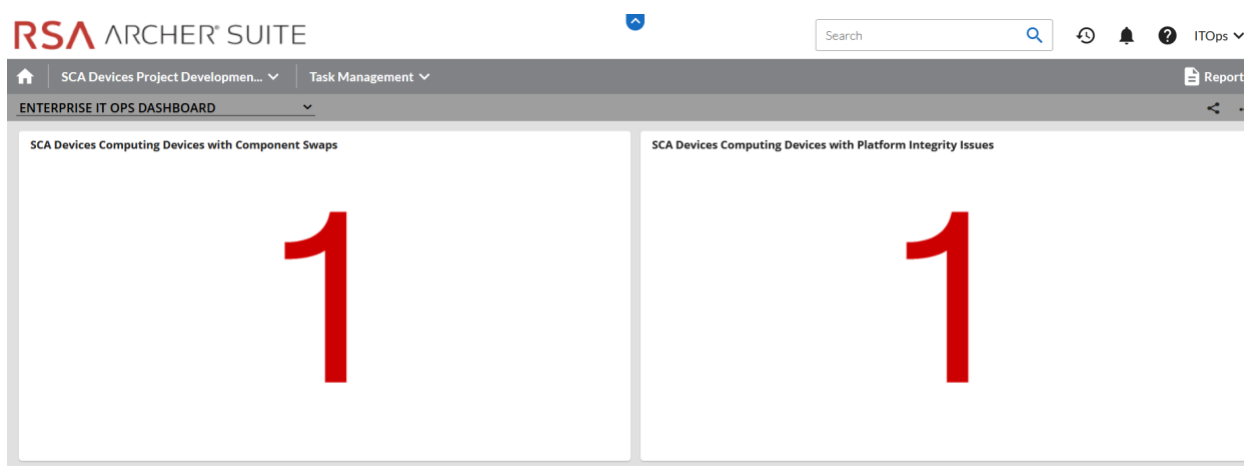 RSA ARCHER® SUITE
Search
ITOps
SCA Devices Project Developmen...
Task Management
Report
ENTERPRISE IT OPS DASHBOARD
SCA Devices Computing Devices with Component Swaps
SCA Devices Computing Devices with Platform Integrity Issues
1
1